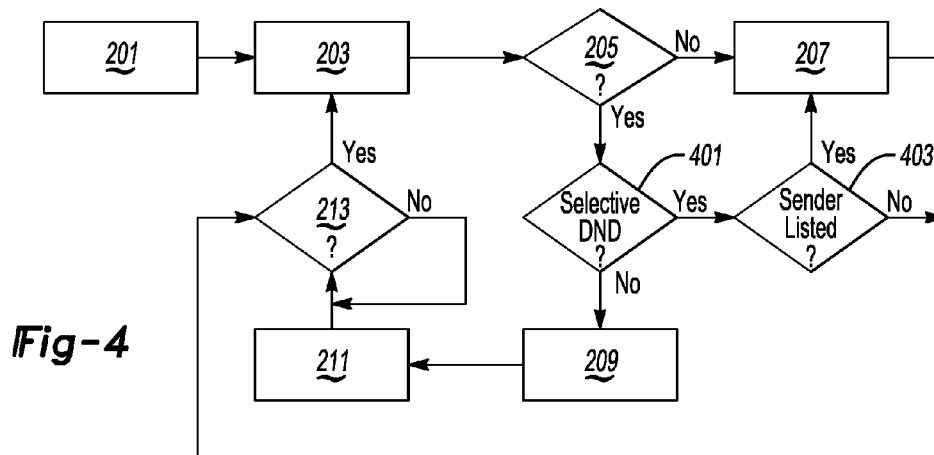 201
203
205
?
No
207
Yes
401
Yes
403
Yes
213
?
No
Selective
DND
?
Yes
Sender
Listed
?
No
No
Fig-4
211
209